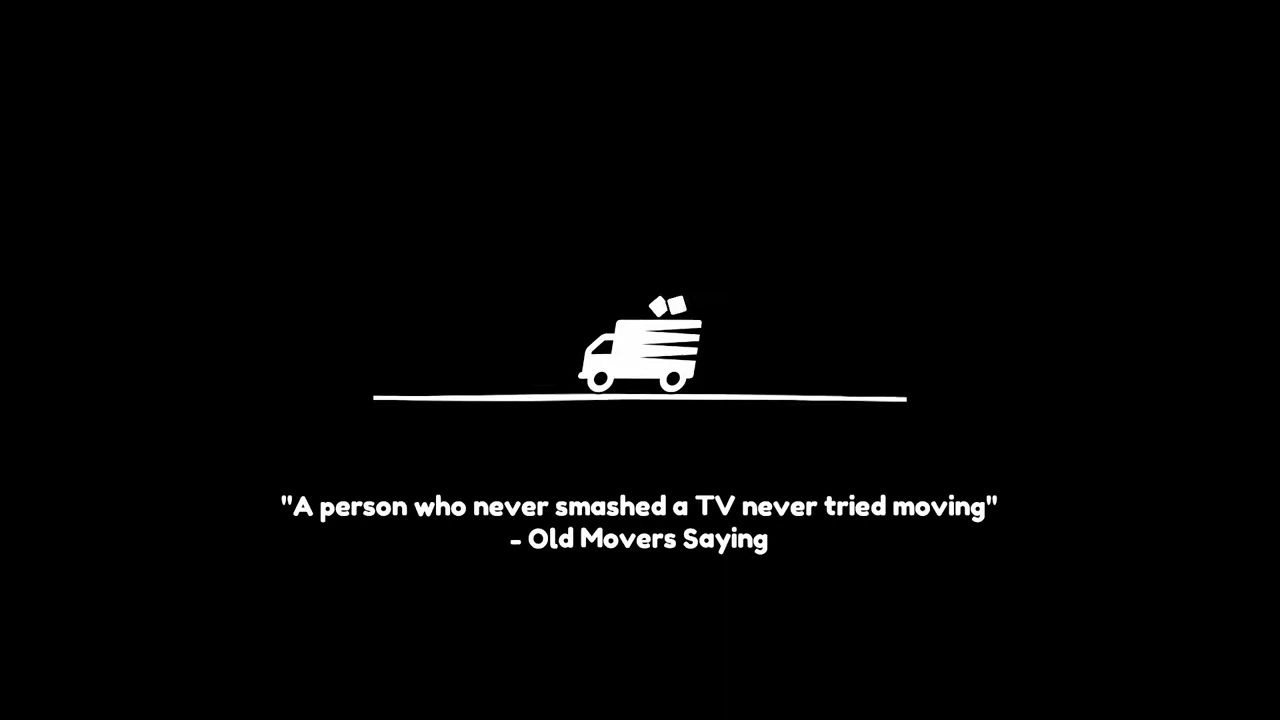 "A person who never smashed a TV never tried moving"
- Old Movers Saying